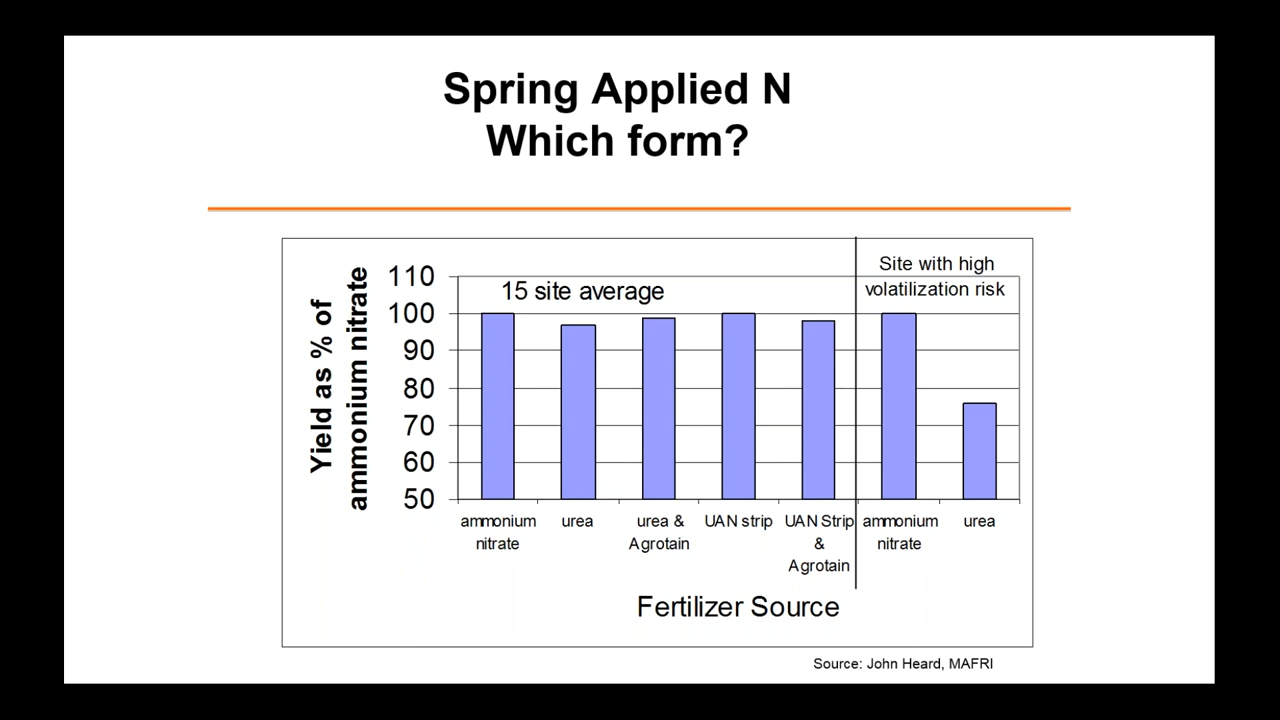 Spring Applied N
Which form?
Yield as % of
ammonium nitrate
110
100
90
80
70
60
50
15 site average
Site with high
volatilization risk
ammonium
nitrate
urea
urea &
Agrotain
UAN strip
UAN Strip
&
Agrotain
ammonium
nitrate
urea
Fertilizer Source
Source: John Heard, MAFRI